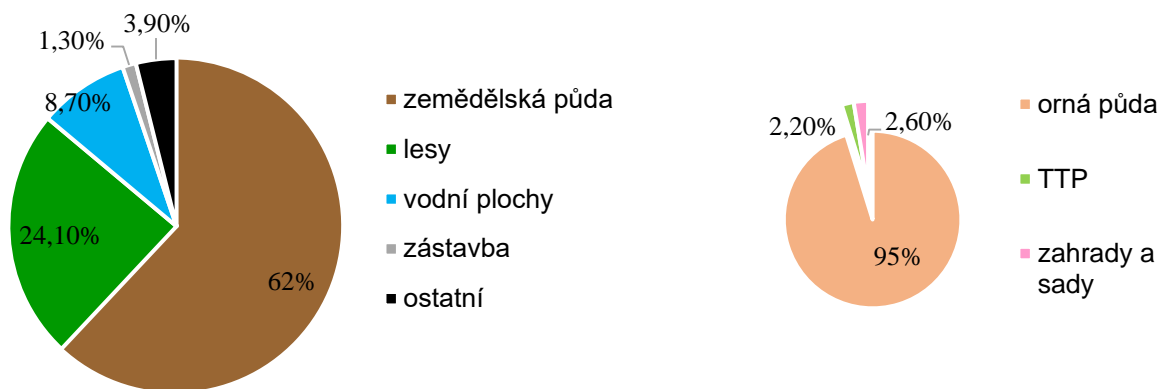 3,90%
1,30%
8,70%
24,10%
62%
zemědělská půda
lesy
vodní plochy
zástavba
ostatní
2,20%
2,60%
95%
orná půda
TTP
zahrady a
sady